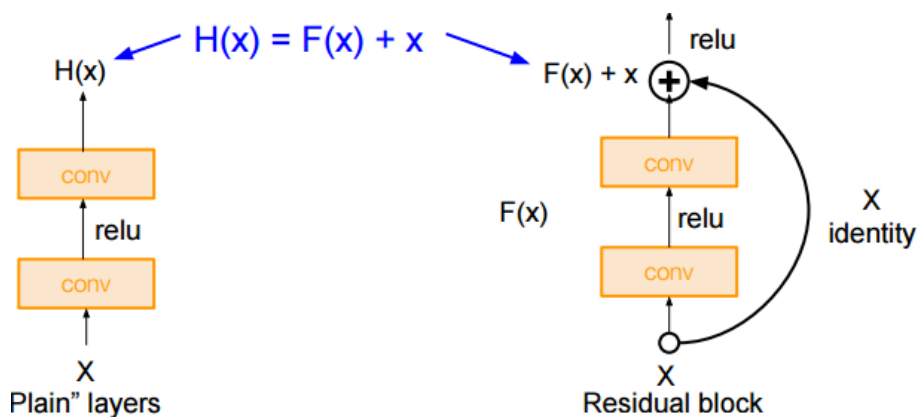 H(x) = F(x) + x
H(x)
conv
relu
conv
X
Plain” layers
relu
F(x) + x
conv
F(x)
relu
X
identity
conv
X
Residual block